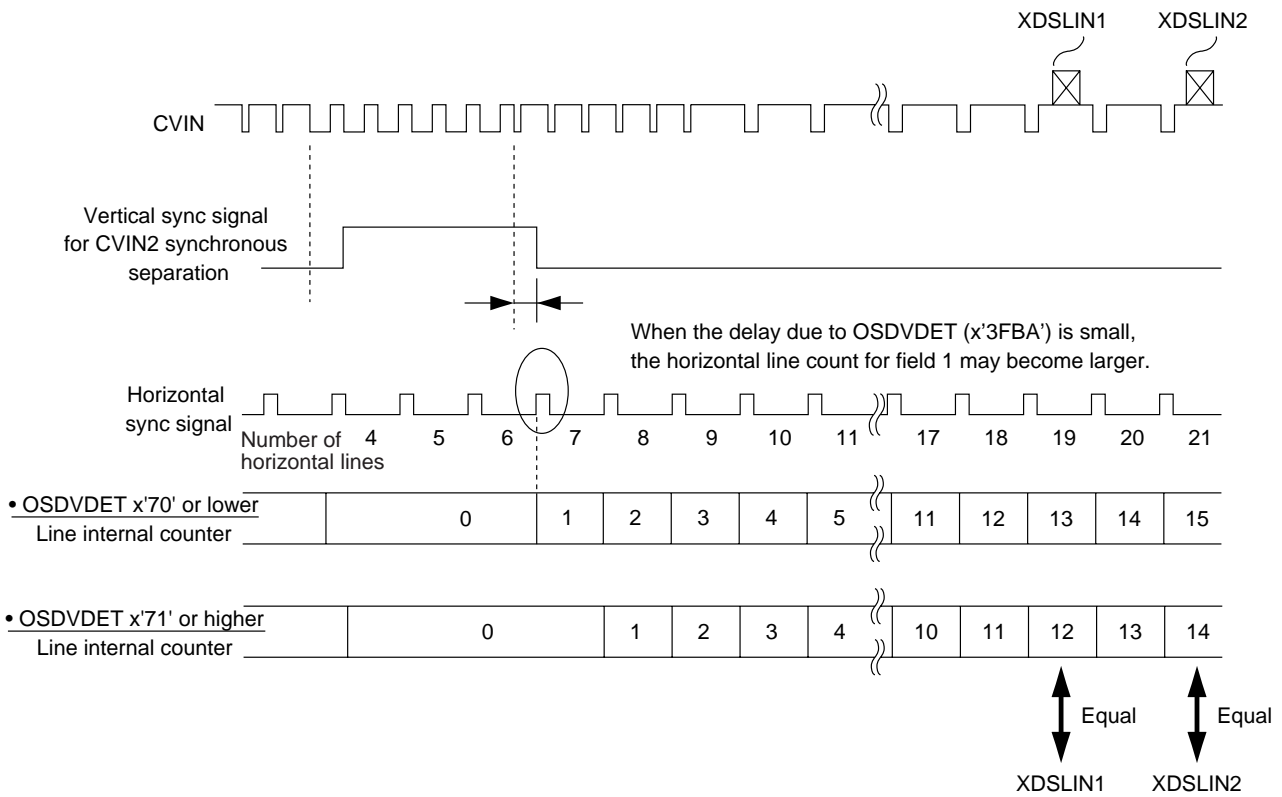 XDSLIN1 XDSLIN2
CVIN
Vertical sync signal
for CVIN2 synchronous
separation
When the delay due to OSDVDET (x'3FBA') is small,
the horizontal line count for field 1 may become larger.
Horizontal
sync signal
Number of
horizontal lines
4 5 6 7 8 9 10 11 17 18 19 20 21
• OSDVDET x'70' or lower
Line internal counter
0 1 2 3 4 5 11 12 13 14 15
• OSDVDET x'71' or higher
Line internal counter
0 1 2 3 4 10 11 12 13 14
Equal Equal
XDSLIN1 XDSLIN2